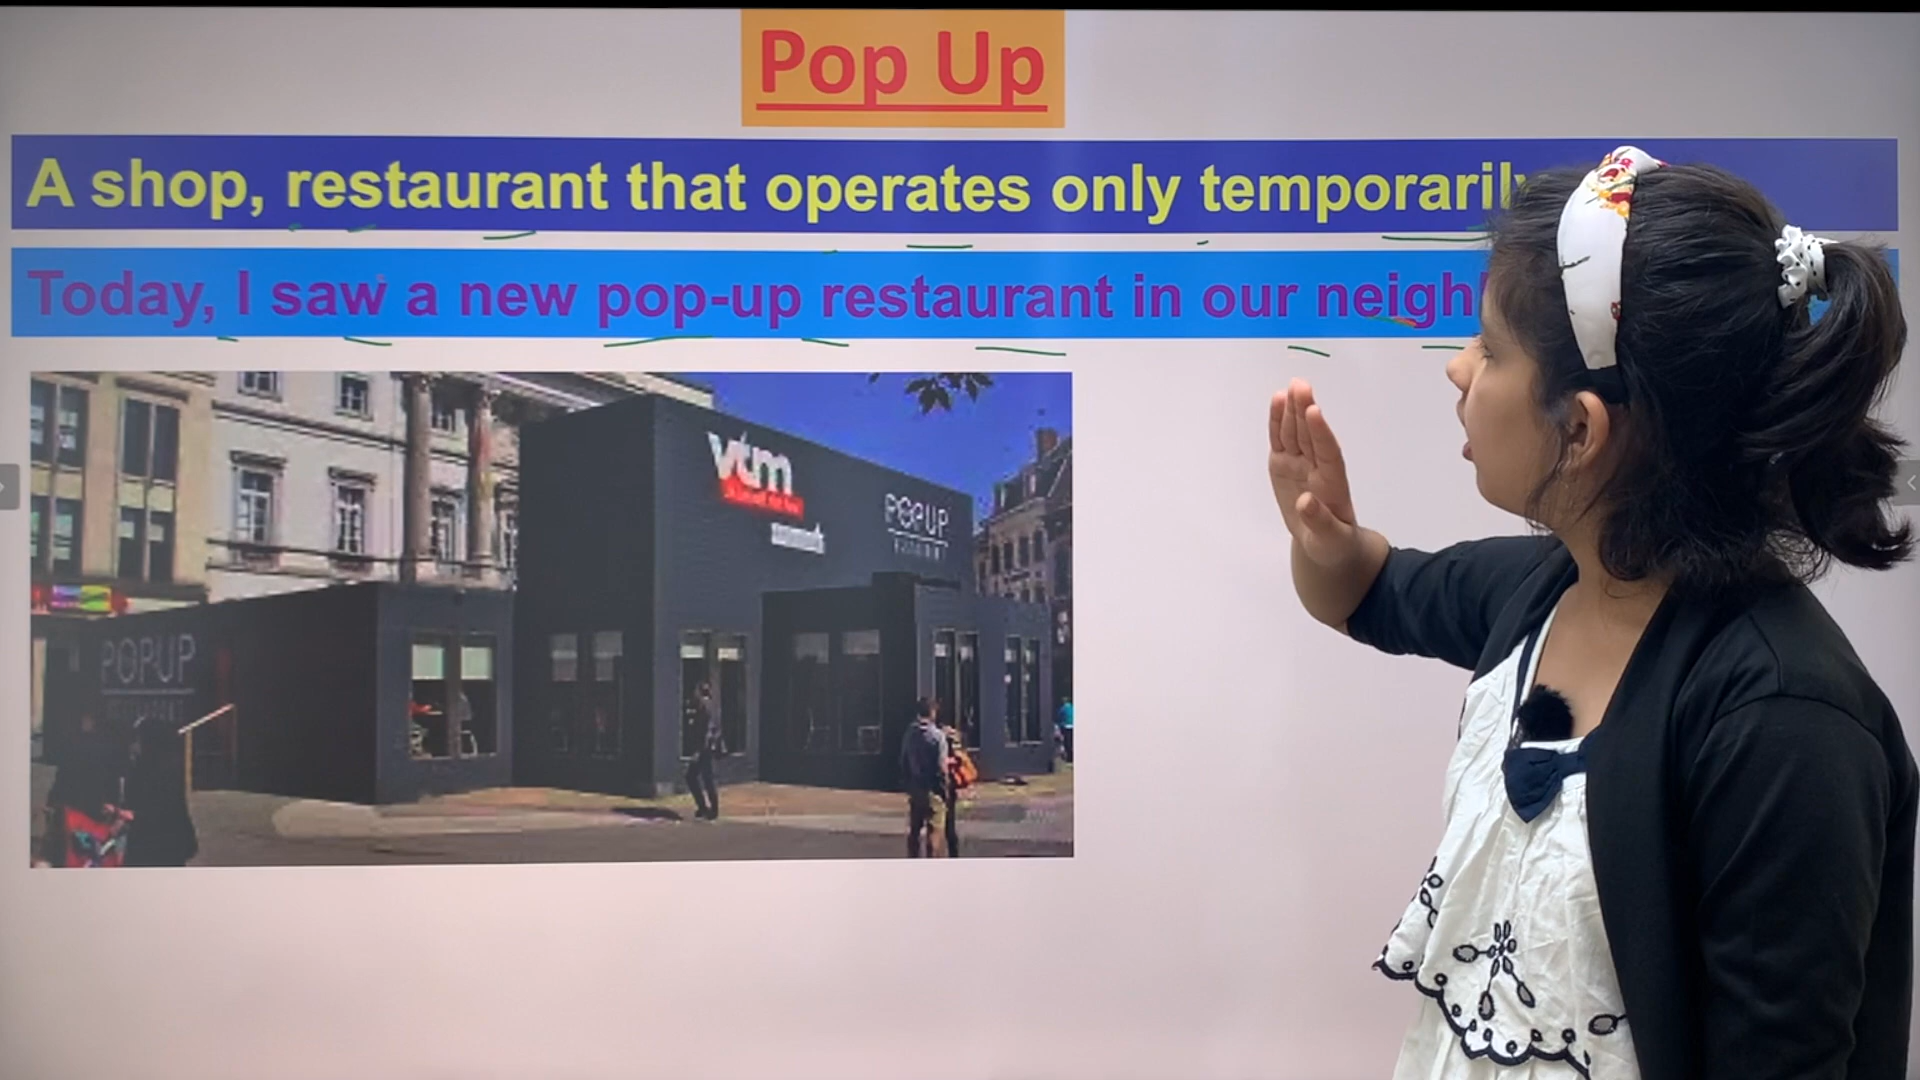 Pop Up
A shop, restaurant that operates only temporarily
Today, I saw a new pop-up restaurant in our neigh
vtm
POPUP
POPUP